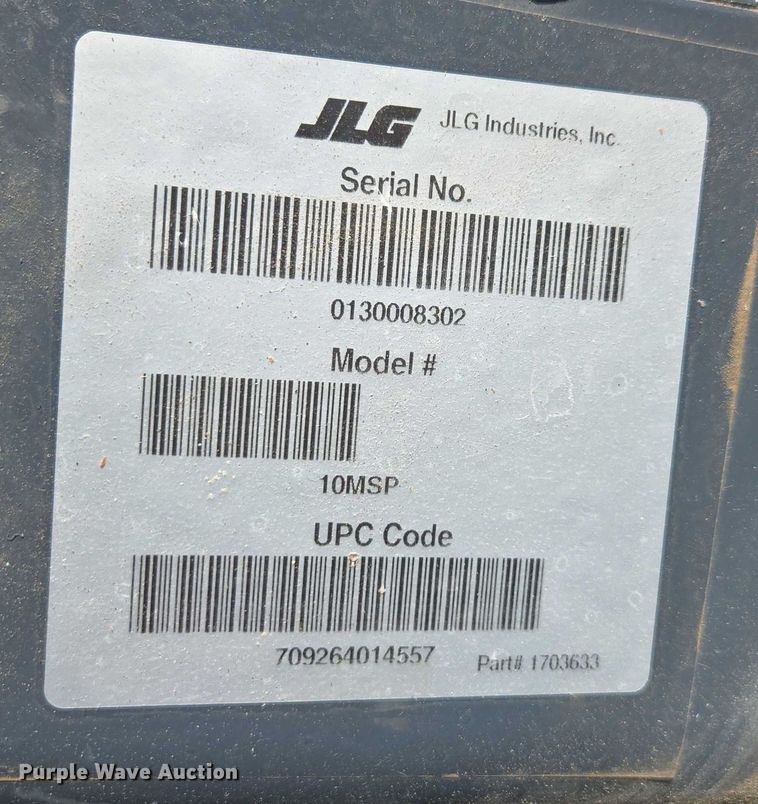 JLG JLG Industries, Inc.
Serial No.
0130008302
Model #
10MSP
UPC Code
709264014557
Part# 1703633
Purple Wave Auction